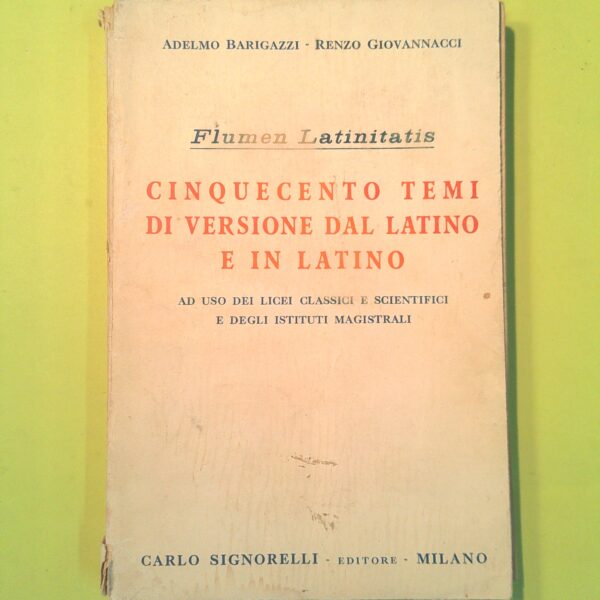 Adelmo Barigazzi - Renzo Giovannacci
Flumen Latinitatis
CINQUECENTO TEMI
DI VERSIONE DAL LATINO
E IN LATINO
AD USO DEI LICEI CLASSICI E SCIENTIFICI
E DEGLI ISTITUTI MAGISTRALI
CARLO SIGNORELLI - EDITORE - MILANO